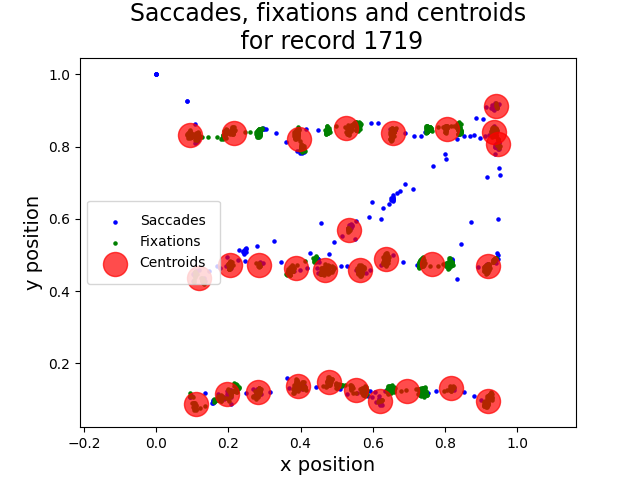 Saccades, fixations and centroids
for record 1719
1.0
0.8
0.6
0.4
0.2
y position
Saccades
Fixations
Centroids
−0.2
0.0
0.2
0.4
0.6
0.8
1.0
x position